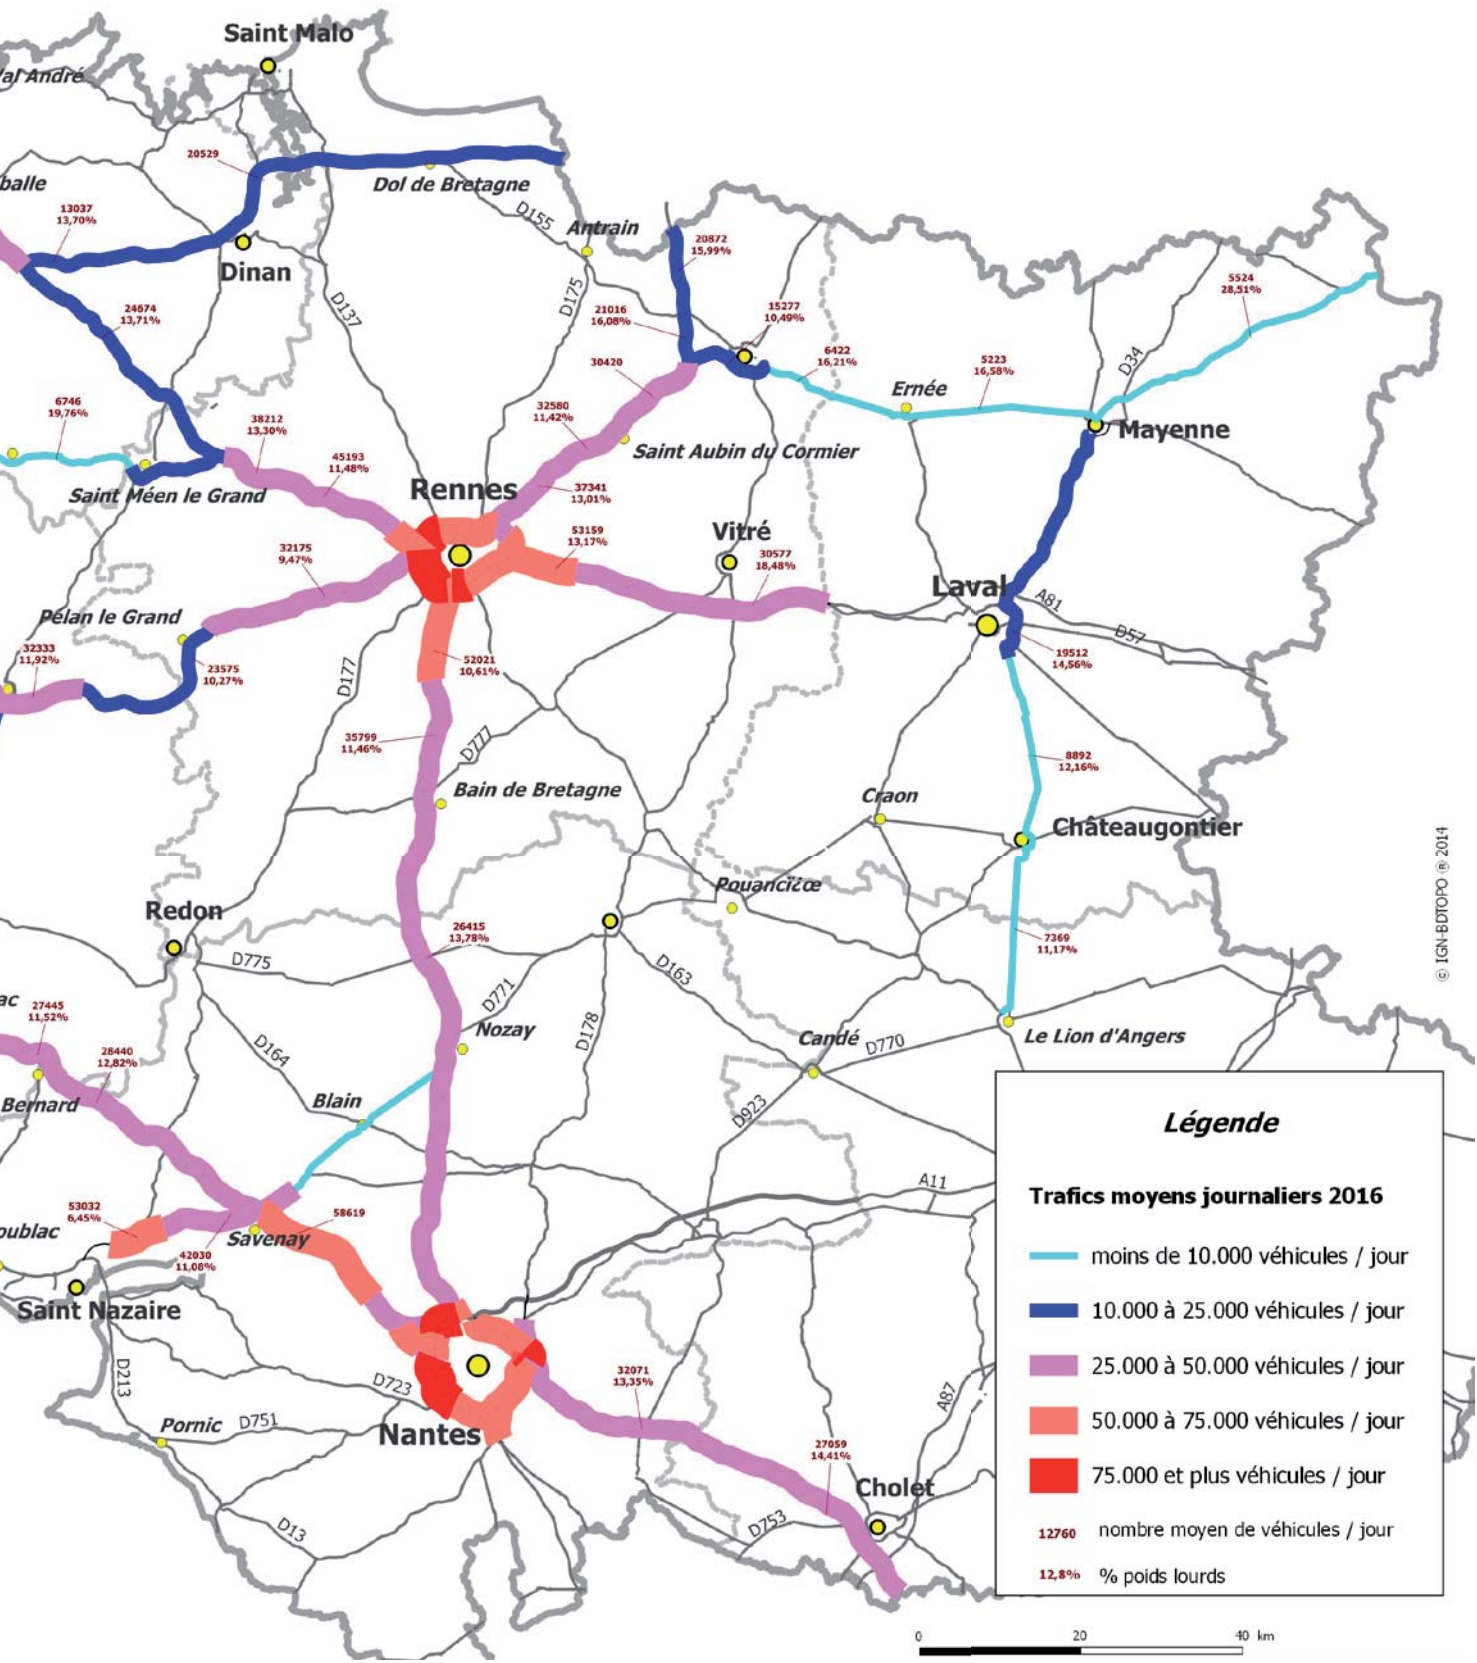 Saint Malo
al André
20529
Dol de Bretagne
balle
13037
13,70%
D155
Antrain
20872
15,99%
Dinan
D137
D175
5524
28,51%
24674
13,71%
21016
16,08%
15277
10,49%
30420
6422
16,21%
5223
16,58%
D34
Ernée
6746
19,76%
38212
13,30%
32580
11,42%
Mayenne
45193
11,48%
Saint Aubin du Cormier
Saint Méen le Grand
Rennes
37341
13,01%
53159
13,17%
Vitré
32175
9,47%
30577
18,48%
Laval
A81
Pélan le Grand
D57
32333
11,92%
23575
10,27%
52021
10,61%
19512
14,56%
D177
35799
11,46%
D777
8892
12,16%
Bain de Bretagne
Craon
Châteaugontier
© IGN-BDTOPO ® 2014
Pouancïċœ
Redon
26415
13,78%
7369
11,17%
D775
D163
D771
ac
27445
11,52%
Nozay
D178
Candé
D770
Le Lion d'Angers
28440
12,82%
D164
Bernard
Blain
D923
Légende
A11
Trafics moyens journaliers 2016
53032
6,45%
58619
oublac
Savenay
42030
11,08%
moins de 10.000 véhicules / jour
Saint Nazaire
10.000 à 25.000 véhicules / jour
D213
D723
32071
13,35%
25.000 à 50.000 véhicules / jour
A87
Pornic
D751
Nantes
50.000 à 75.000 véhicules / jour
27059
14,41%
75.000 et plus véhicules / jour
Cholet
D13
D753
12760 nombre moyen de véhicules / jour
12,8% % poids lourds
0 20 40 km